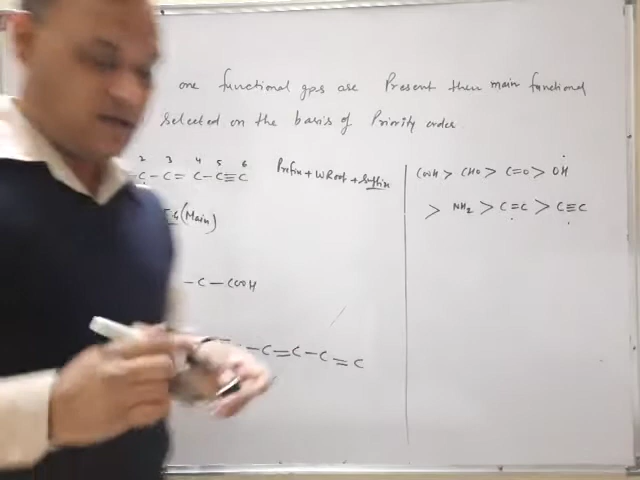 one functional gps are Present then main functional
Selected on the basis of Priority order.
2 3 4 5 6
-C-C=C-C≡C
Prefix + WRoot + Suffix
(Main)
-C-COOH
-C=C-C=C
COOH > CHO > C=O > OH
> NH2 > C=C > C≡C